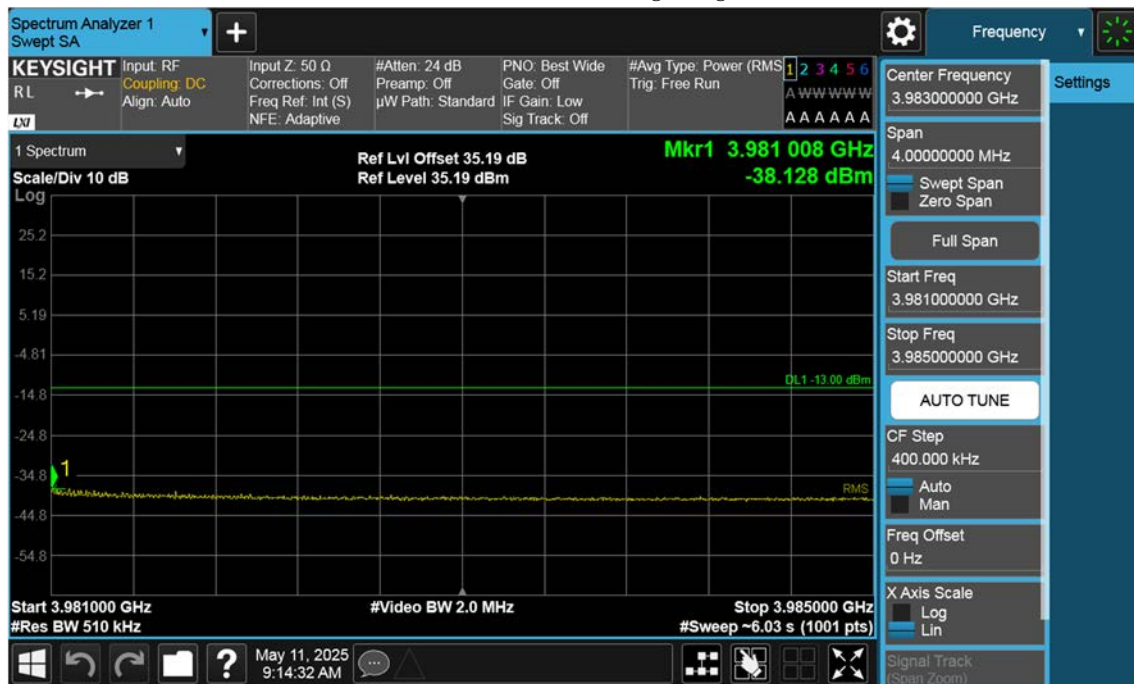 Spectrum Analyzer 1
Swept SA
+
Frequency
KEYSIGHT
RL
LXI
Input: RF
Coupling: DC
Align: Auto
Input Z: 50 Ω
Corrections: Off
Freq Ref: Int (S)
NFE: Adaptive
#Atten: 24 dB
Preamp: Off
µW Path: Standard
PNO: Best Wide
Gate: Off
IF Gain: Low
Sig Track: Off
#Avg Type: Power (RMS
Trig: Free Run
1 2 3 4 5 6
A W W W W W
A A A A A A
1 Spectrum
Scale/Div 10 dB
Log
Ref Lvl Offset 35.19 dB
Ref Level 35.19 dBm
Mkr1 3.981 008 GHz
-38.128 dBm
25.2
15.2
5.19
-4.81
DL1 -13.00 dBm
-14.8
-24.8
-34.8
1
RMS
-44.8
-54.8
Start 3.981000 GHz
#Video BW 2.0 MHz
Stop 3.985000 GHz
#Res BW 510 kHz
#Sweep ~6.03 s (1001 pts)
?
May 11, 2025
9:14:32 AM
Center Frequency
3.983000000 GHz
Span
4.00000000 MHz
Swept Span
Zero Span
Full Span
Start Freq
3.981000000 GHz
Stop Freq
3.985000000 GHz
AUTO TUNE
CF Step
400.000 kHz
Auto
Man
Freq Offset
0 Hz
X Axis Scale
Log
Lin
Signal Track
(Span Zoom)
Settings